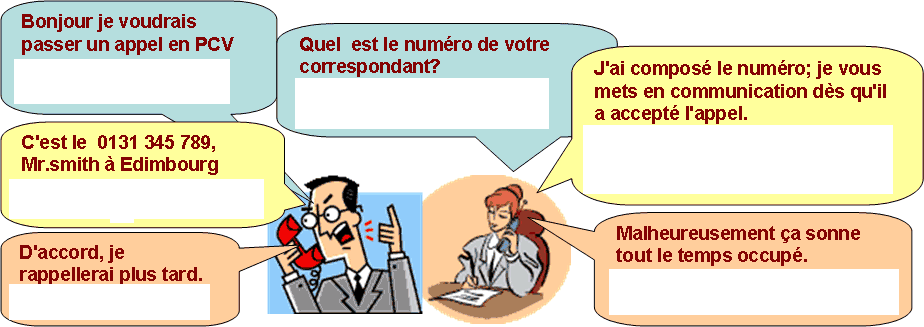 Bonjour je voudrais
passer un appel en PCV
Quel est le numéro de votre
correspondant?
C'est le 0131 345 789,
Mr.smith à Edimbourg
J'ai composé le numéro; je vous
mets en communication dès qu'il
a accepté l'appel.
Malheureusement ça sonne
tout le temps occupé.
D'accord, je
rappellerai plus tard.